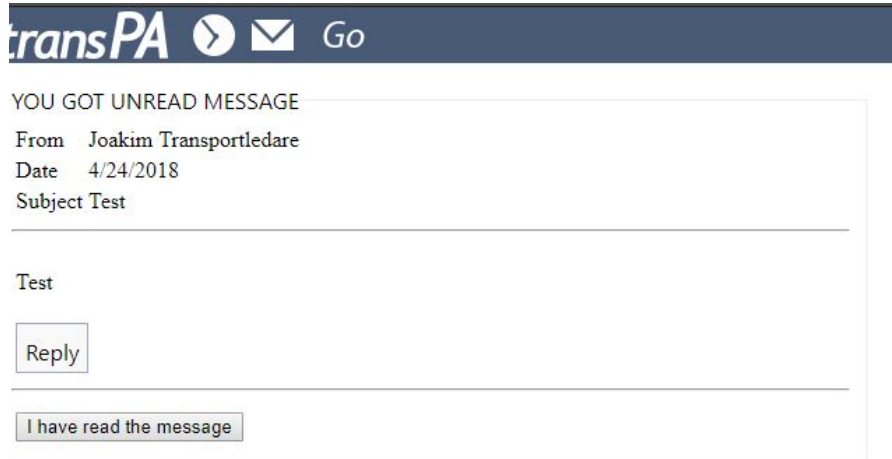 transPA Go
YOU GOT UNREAD MESSAGE
From Joakim Transportledare
Date 4/24/2018
Subject Test
Test
Reply
I have read the message